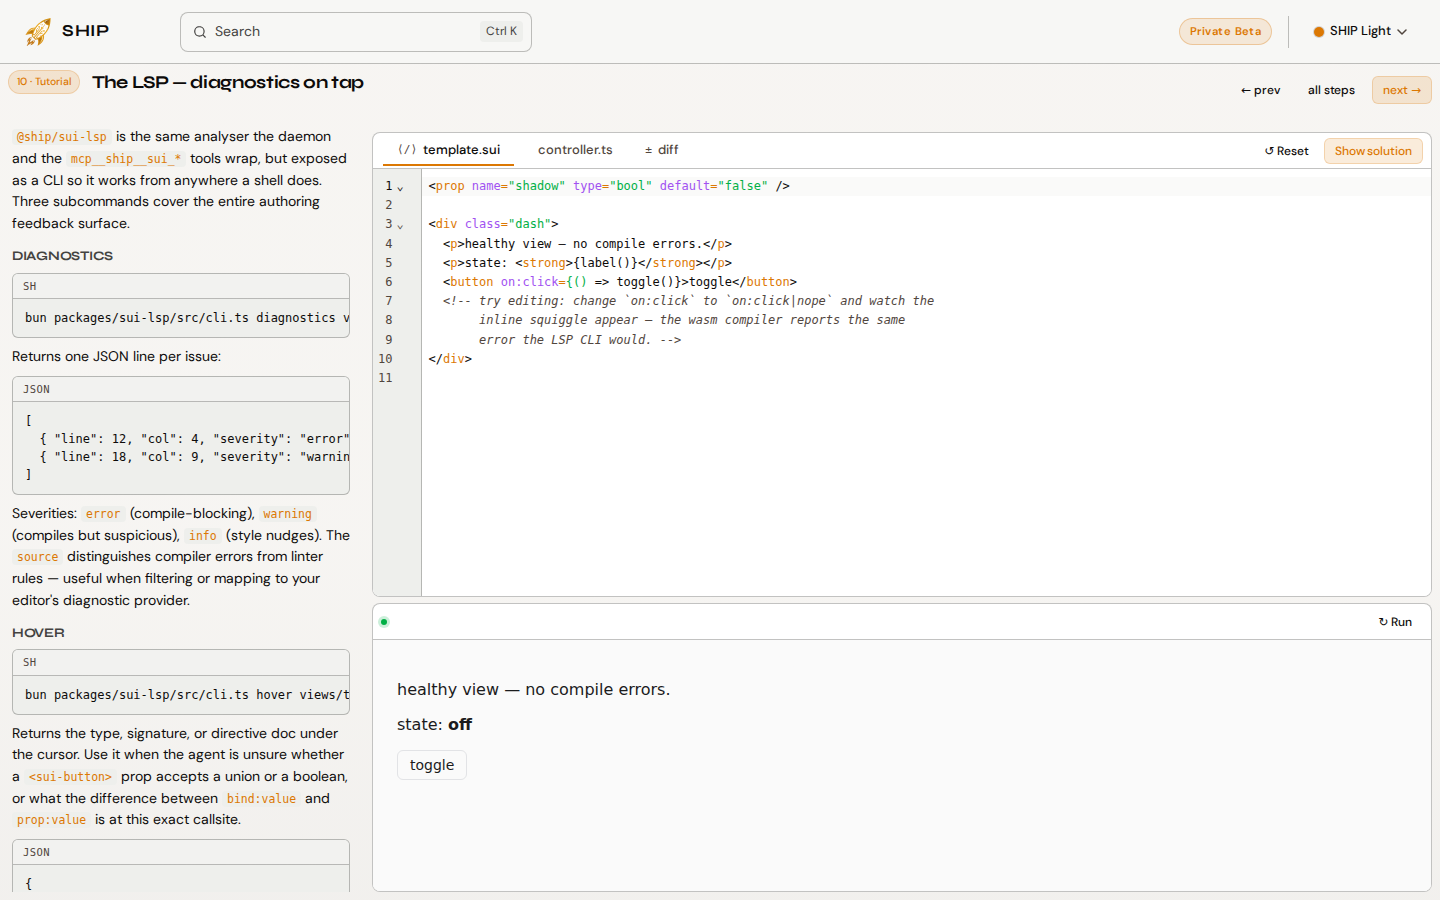 SHIP
Search
Ctrl K
Private Beta
SHIP Light
10 · Tutorial
The LSP — diagnostics on tap
← prev
all steps
next →
@ship/sui-lsp is the same analyser the daemon
and the mcp__ship__sui_* tools wrap, but exposed
as a CLI so it works from anywhere a shell does.
Three subcommands cover the entire authoring
feedback surface.
DIAGNOSTICS
SH
bun packages/sui-lsp/src/cli.ts diagnostics v
Returns one JSON line per issue:
JSON
[
{ "line": 12, "col": 4, "severity": "error"
{ "line": 18, "col": 9, "severity": "warnin
]
Severities: error (compile-blocking), warning
(compiles but suspicious), info (style nudges). The
source distinguishes compiler errors from linter
rules — useful when filtering or mapping to your
editor's diagnostic provider.
HOVER
SH
bun packages/sui-lsp/src/cli.ts hover views/t
Returns the type, signature, or directive doc under
the cursor. Use it when the agent is unsure whether
a <sui-button> prop accepts a union or a boolean,
or what the difference between bind:value and
prop:value is at this exact callsite.
JSON
{
⟨/⟩ template.sui
controller.ts
± diff
↺ Reset
Show solution
1 <prop name="shadow" type="bool" default="false" />
2
3 <div class="dash">
4 <p>healthy view — no compile errors.</p>
5 <p>state: <strong>{label()}</strong></p>
6 <button on:click={() => toggle()}>toggle</button>
7 <!-- try editing: change `on:click` to `on:click|nope` and watch the
8 inline squiggle appear — the wasm compiler reports the same
9 error the LSP CLI would. -->
10 </div>
11
↻ Run
healthy view — no compile errors.
state: off
toggle